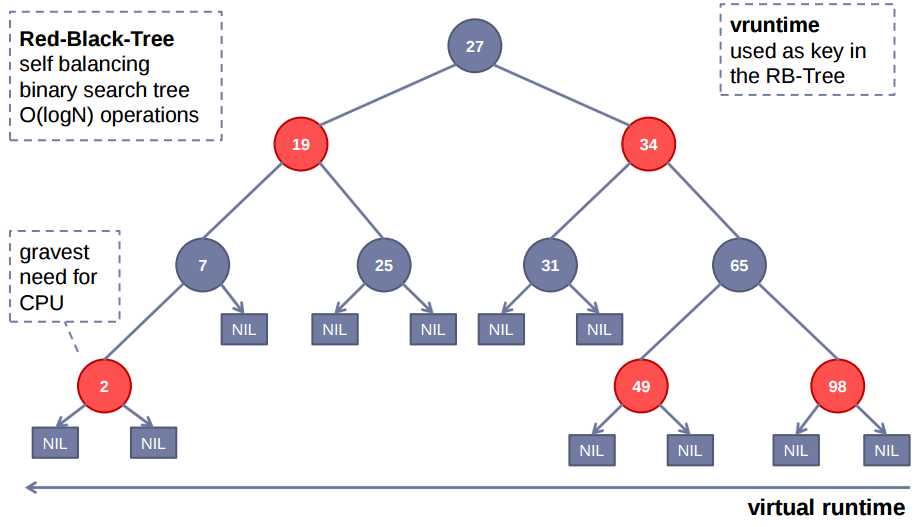 Red-Black-Tree
self balancing
binary search tree
O(logN) operations
vruntime
used as key in
the RB-Tree
27
19
34
gravest
need for
CPU
7
25
31
65
NIL
NIL
NIL
NIL
NIL
2
49
98
NIL
NIL
NIL
NIL
NIL
NIL
virtual runtime